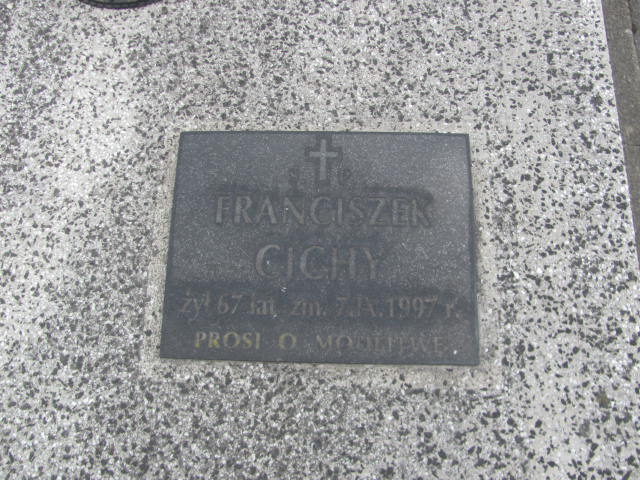 Ś P
FRANCISZEK
CICHY
żył 67 lat, zm. 7.IX.1997 r.
PROSI O MODLITWĘ